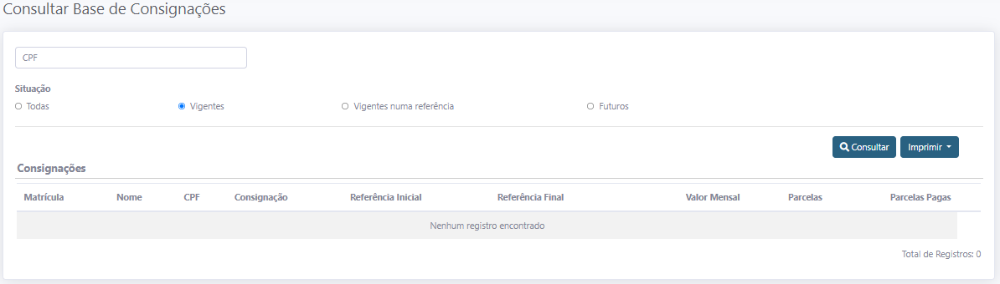 Consultar Base de Consignações
CPF
Situação
Todas Vigentes Vigentes numa referência Futuros
Consultar Imprimir
Consignações
Matrícula Nome CPF Consignação Referência Inicial Referência Final Valor Mensal Parcelas Parcelas Pagas
Nenhum registro encontrado
Total de Registros: 0